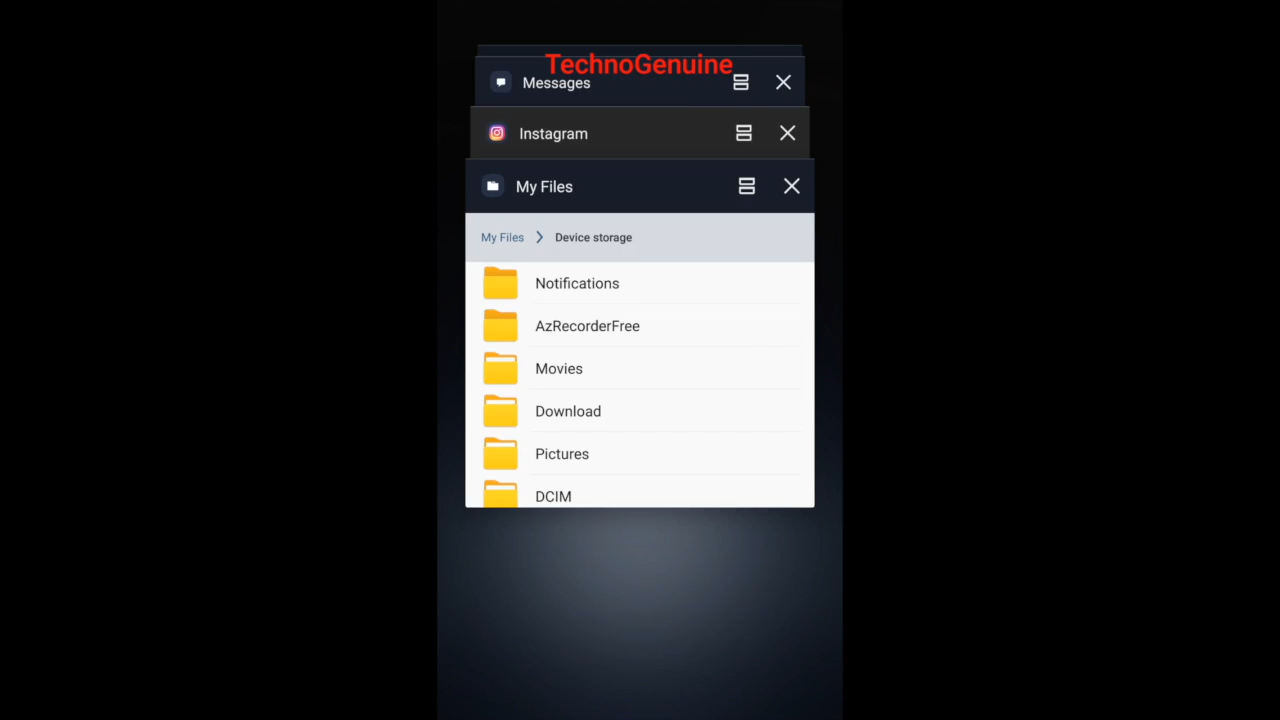 TechnoGenuine
Messages
Instagram
My Files
My Files > Device storage
Notifications
AzRecorderFree
Movies
Download
Pictures
DCIM